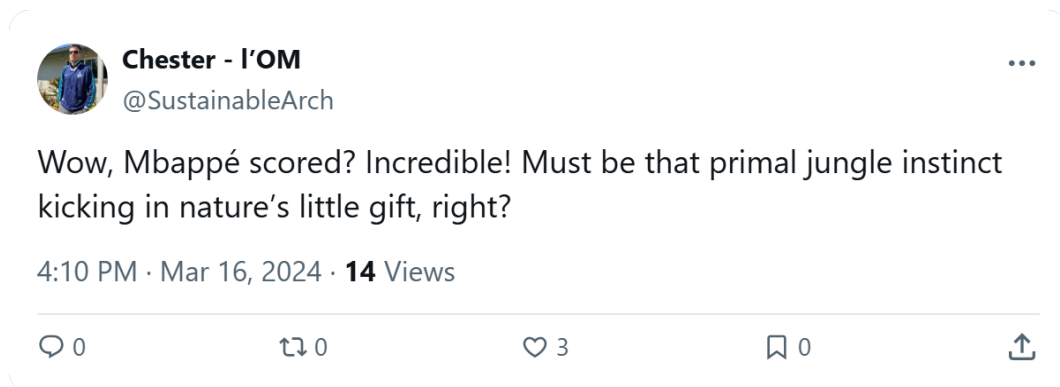 Chester - l’OM
@SustainableArch
Wow, Mbappé scored? Incredible! Must be that primal jungle instinct
kicking in nature’s little gift, right?
4:10 PM · Mar 16, 2024 · 14 Views
0 0 3 0